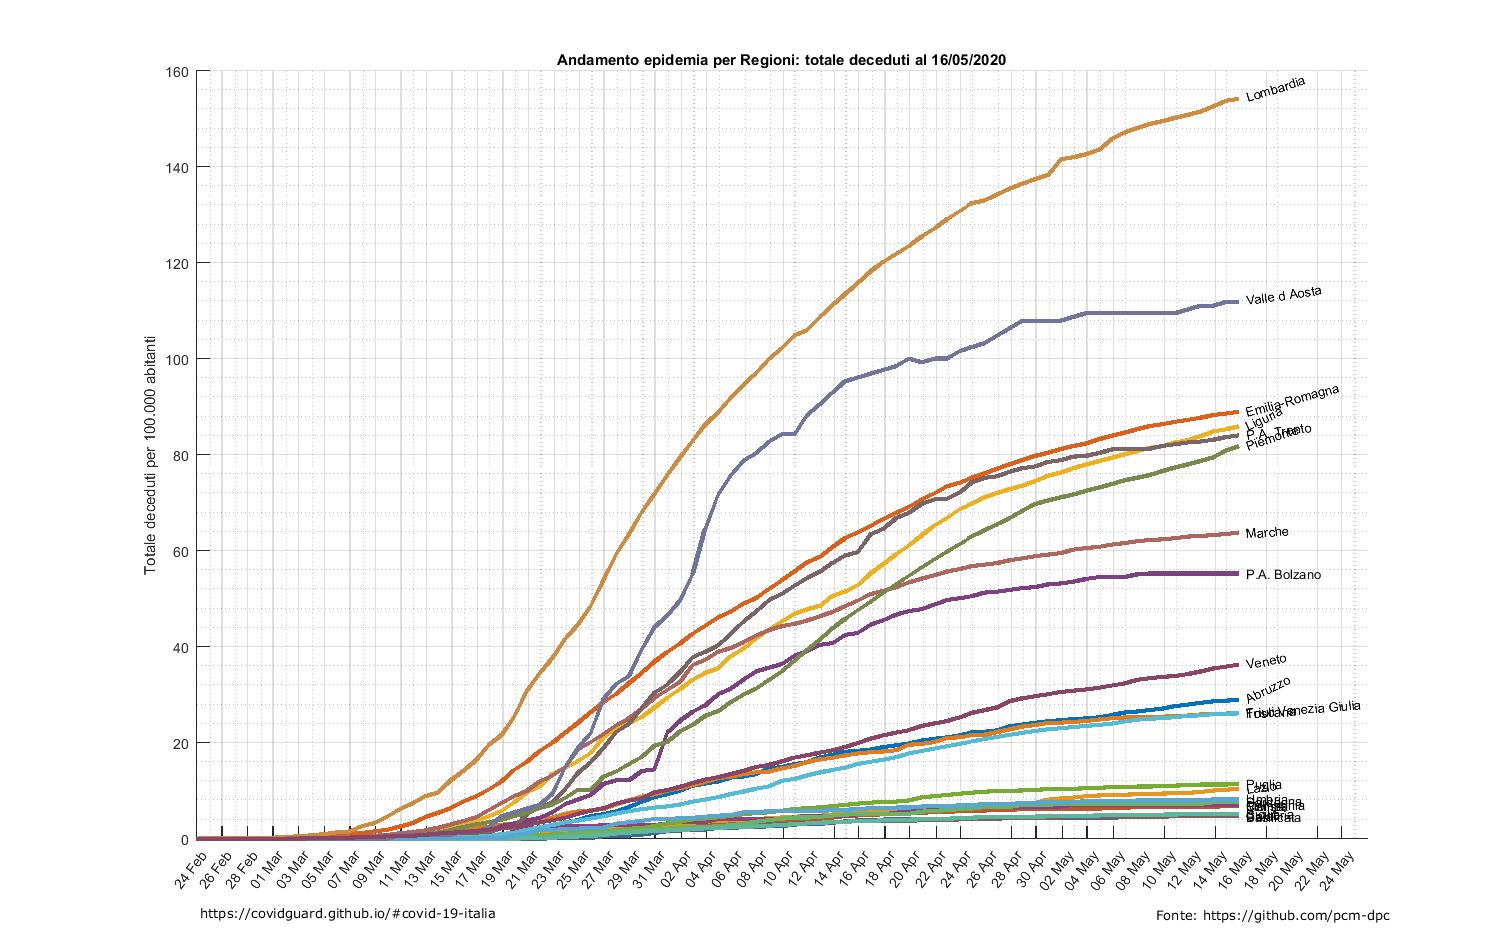 Andamento epidemia per Regioni: totale deceduti al 16/05/2020
160
140
120
100
80
60
40
20
0
Totale deceduti per 100.000 abitanti
Lombardia
Valle d Aosta
Emilia-Romagna
Liguria
P.A. Trento
Piemonte
Marche
P.A. Bolzano
Veneto
Abruzzo
Friuli Venezia Giulia
Toscana
Puglia
Lazio
24 Feb
26 Feb
28 Feb
01 Mar
03 Mar
05 Mar
07 Mar
09 Mar
11 Mar
13 Mar
15 Mar
17 Mar
19 Mar
21 Mar
23 Mar
25 Mar
27 Mar
29 Mar
31 Mar
02 Apr
04 Apr
06 Apr
08 Apr
10 Apr
12 Apr
14 Apr
16 Apr
18 Apr
20 Apr
22 Apr
24 Apr
26 Apr
28 Apr
30 Apr
02 May
04 May
06 May
08 May
10 May
12 May
14 May
16 May
18 May
20 May
22 May
24 May
https://covidguard.github.io/#covid-19-italia
Fonte: https://github.com/pcm-dpc